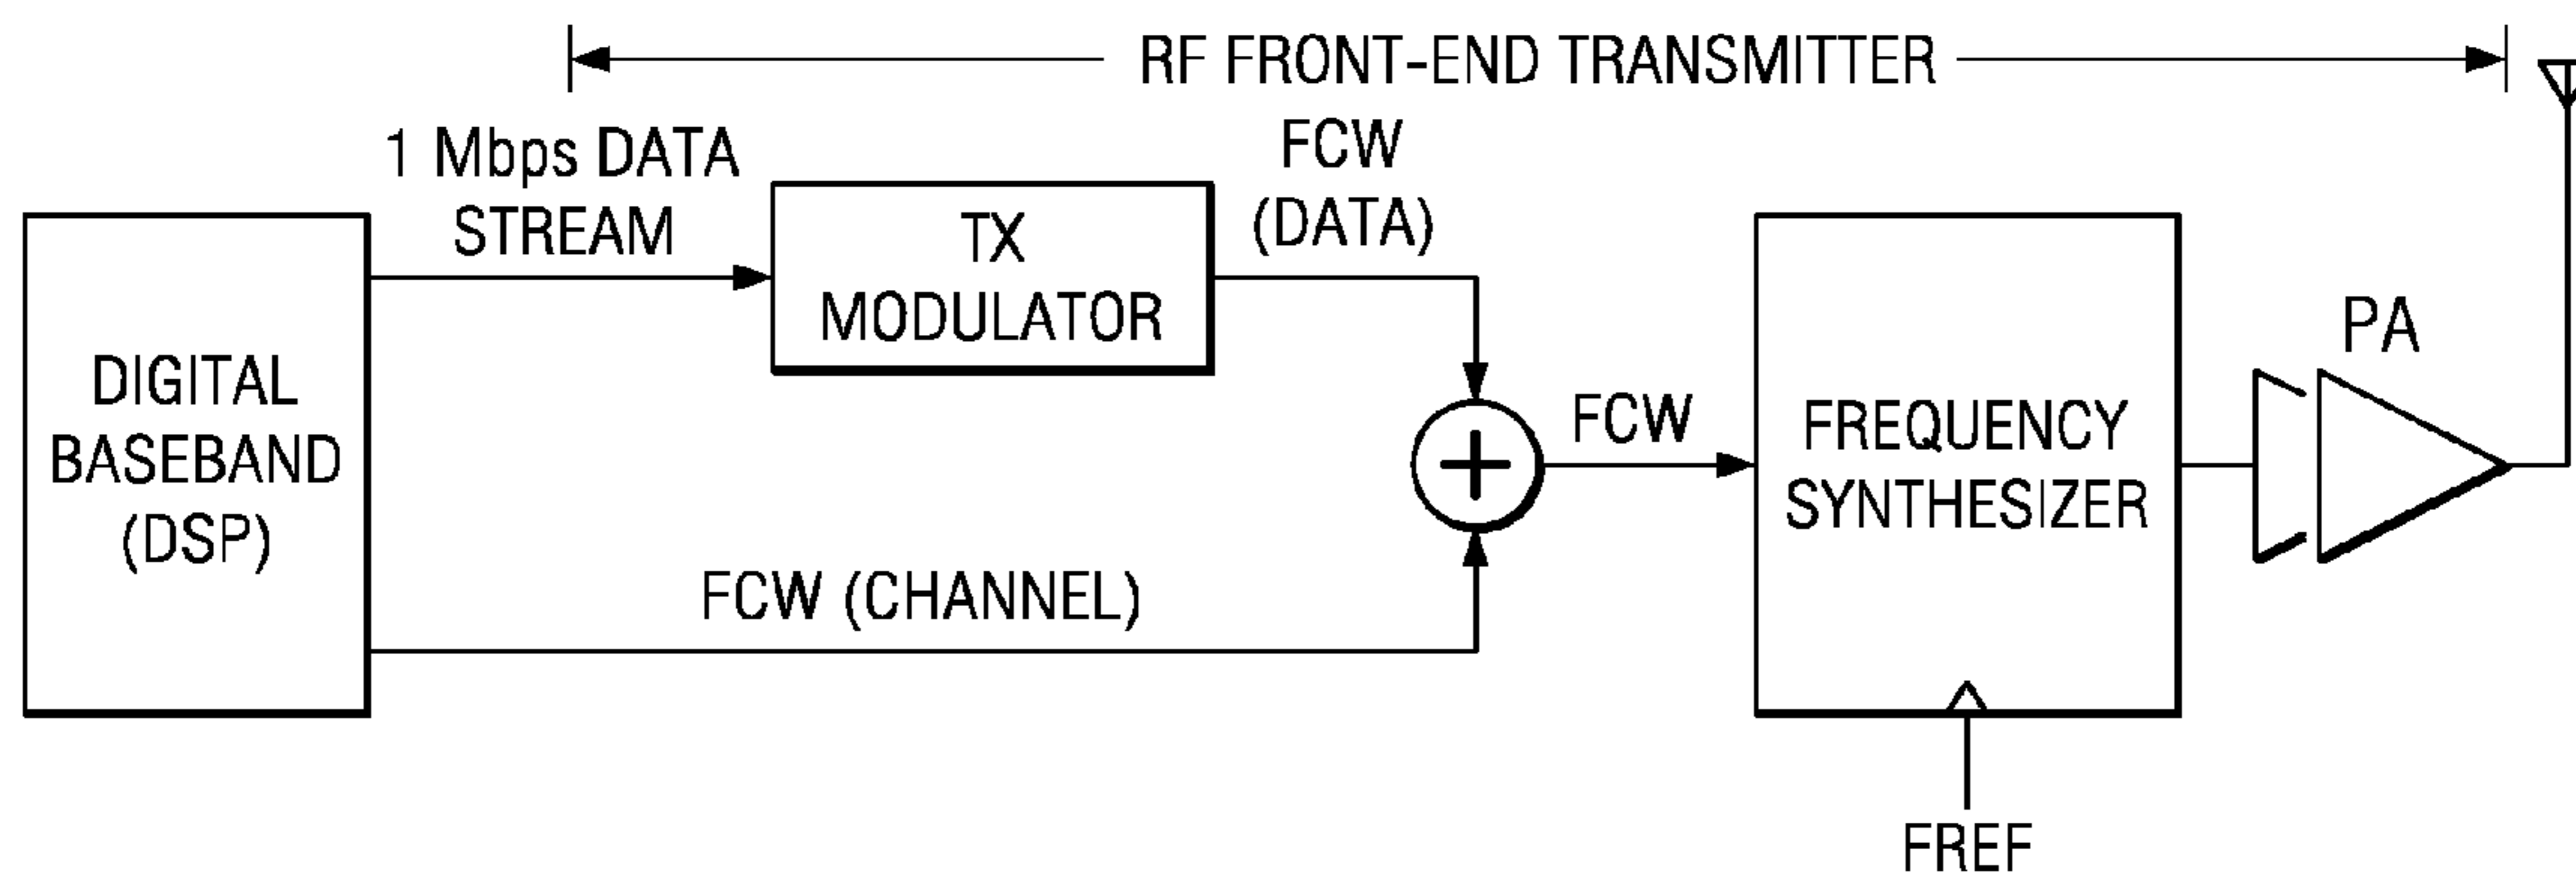 RF FRONT-END TRANSMITTER
1 Mbps DATA
STREAM
FCW
(DATA)
TX
MODULATOR
DIGITAL
BASEBAND
(DSP)
FCW (CHANNEL)
+
FCW
FREQUENCY
SYNTHESIZER
PA
FREF